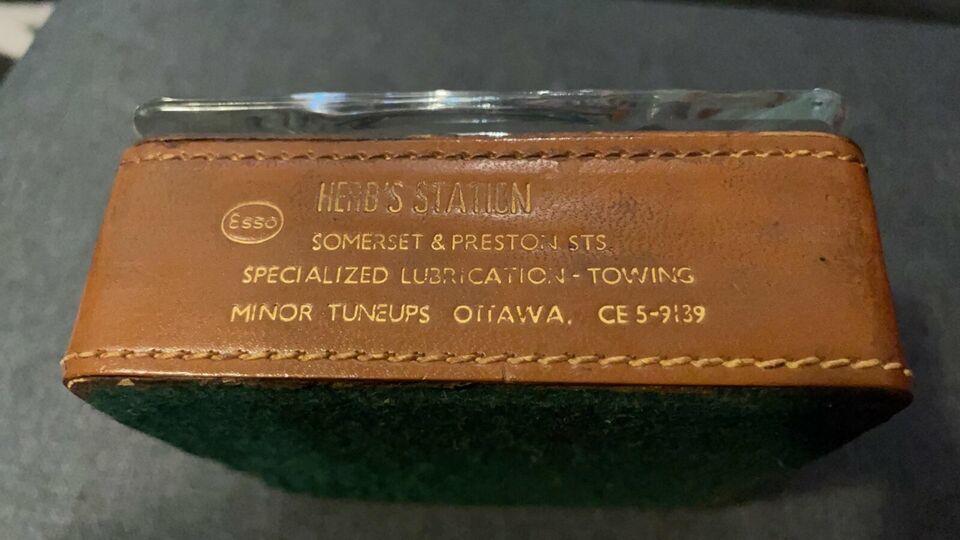 HERB'S STATION
Esso
SOMERSET & PRESTON STS.
SPECIALIZED LUBRICATION - TOWING
MINOR TUNEUPS OTTAWA. CE 5-9139